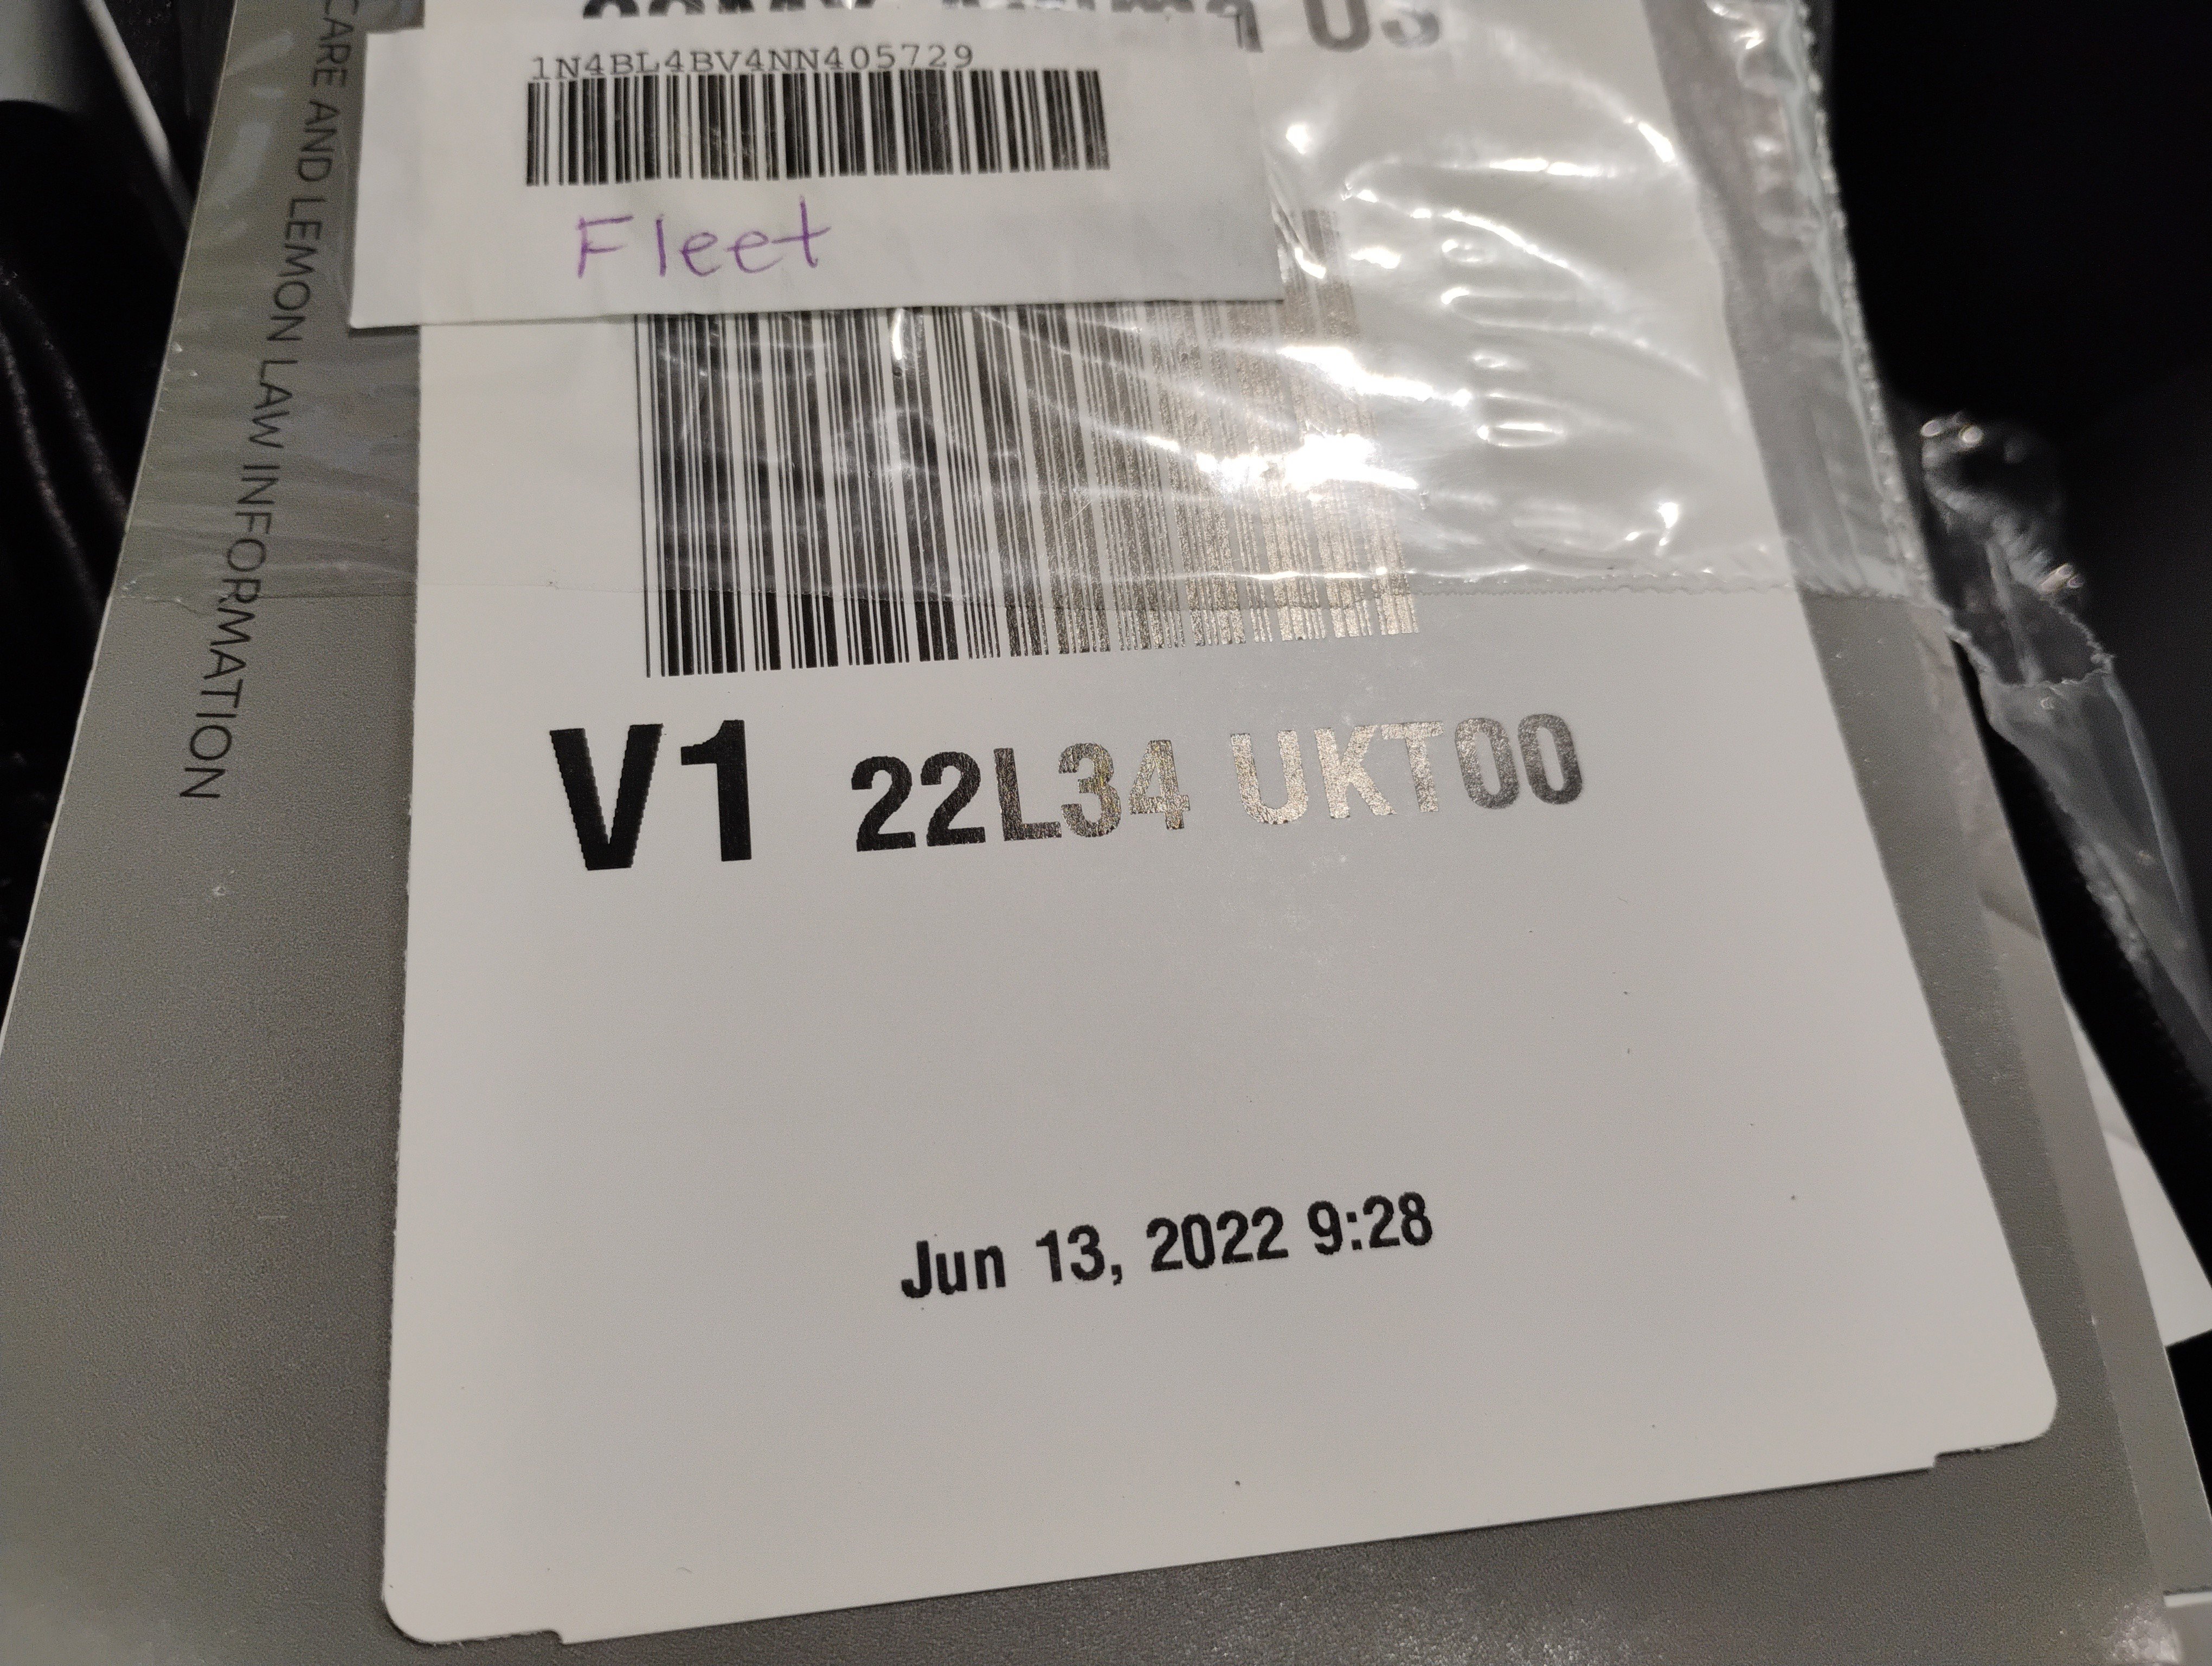 1N4BL4BV4NN405729
Fleet
CARE AND LEMON LAW INFORMATION
V1 22L34 UKT00
Jun 13, 2022 9:28